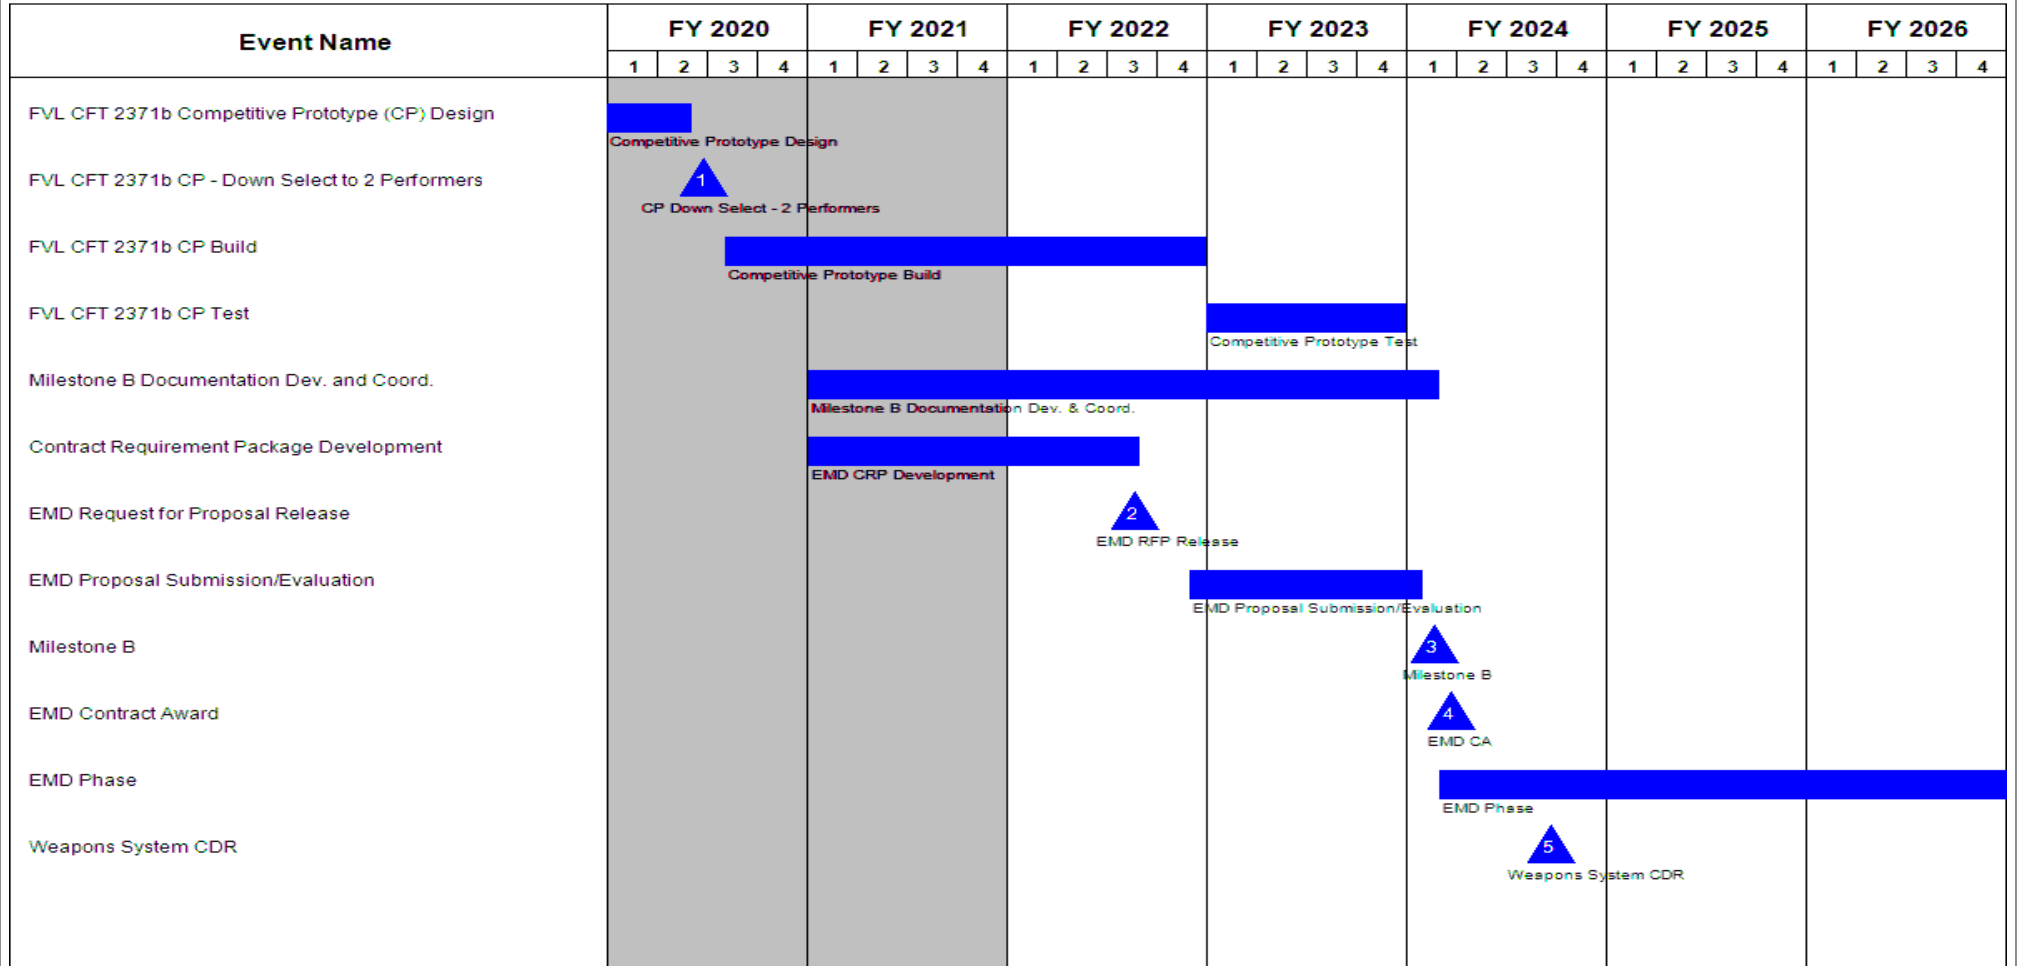 Event Name
FY 2020 FY 2021 FY 2022 FY 2023 FY 2024 FY 2025 FY 2026
1 2 3 4 1 2 3 4 1 2 3 4 1 2 3 4 1 2 3 4 1 2 3 4 1 2 3 4
FVL CFT 2371b Competitive Prototype (CP) Design
Competitive Prototype Design
FVL CFT 2371b CP - Down Select to 2 Performers
1
CP Down Select - 2 Performers
FVL CFT 2371b CP Build
Competitive Prototype Build
FVL CFT 2371b CP Test
Competitive Prototype Test
Milestone B Documentation Dev. and Coord.
Milestone B Documentation Dev. & Coord.
Contract Requirement Package Development
EMD CRP Development
EMD Request for Proposal Release
2
EMD RFP Release
EMD Proposal Submission/Evaluation
EMD Proposal Submission/Evaluation
Milestone B
3
Milestone B
EMD Contract Award
4
EMD CA
EMD Phase
EMD Phase
Weapons System CDR
5
Weapons System CDR